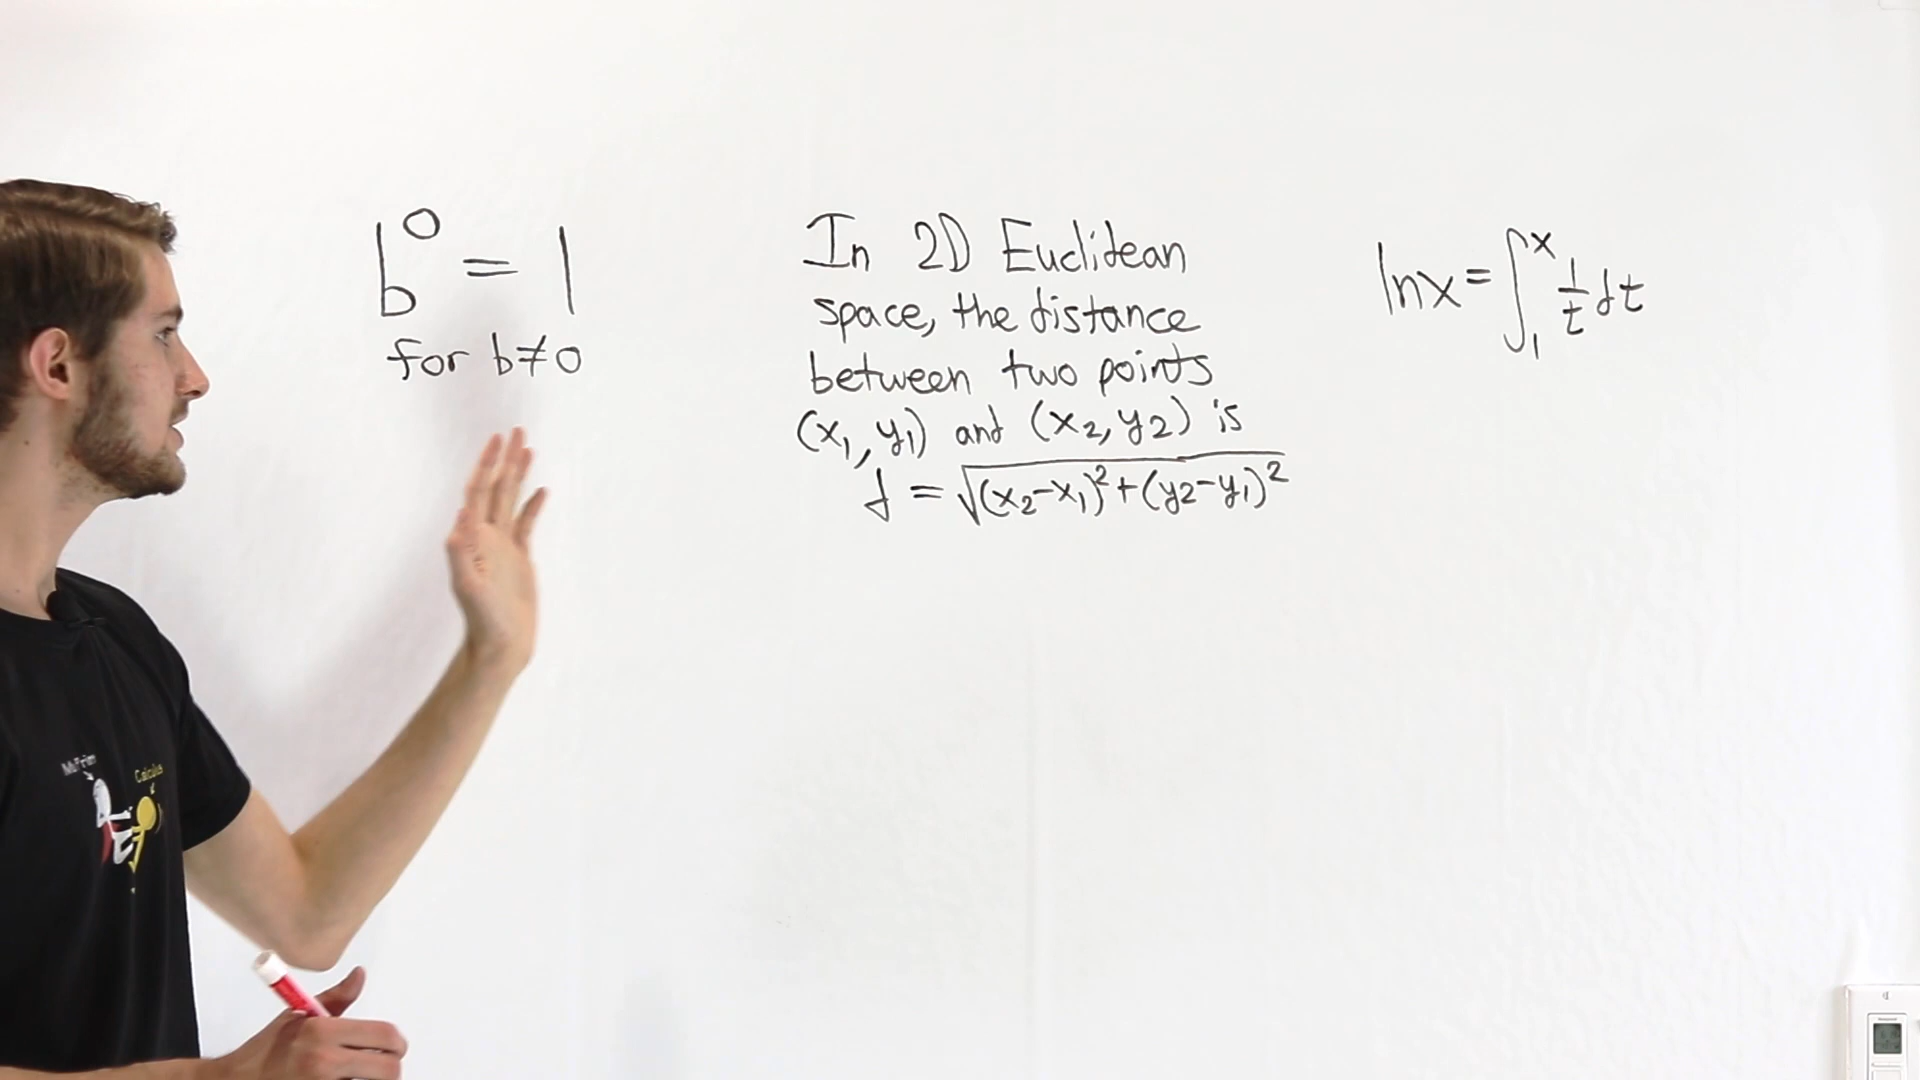 b⁰ = 1
for b≠0
In 2D Euclidean
space, the distance
between two points
(x₁, y₁) and (x₂, y₂) is
d = √((x₂-x₁)²+(y₂-y₁)²)
ln x = ∫₁ˣ 1/t dt
Calculus